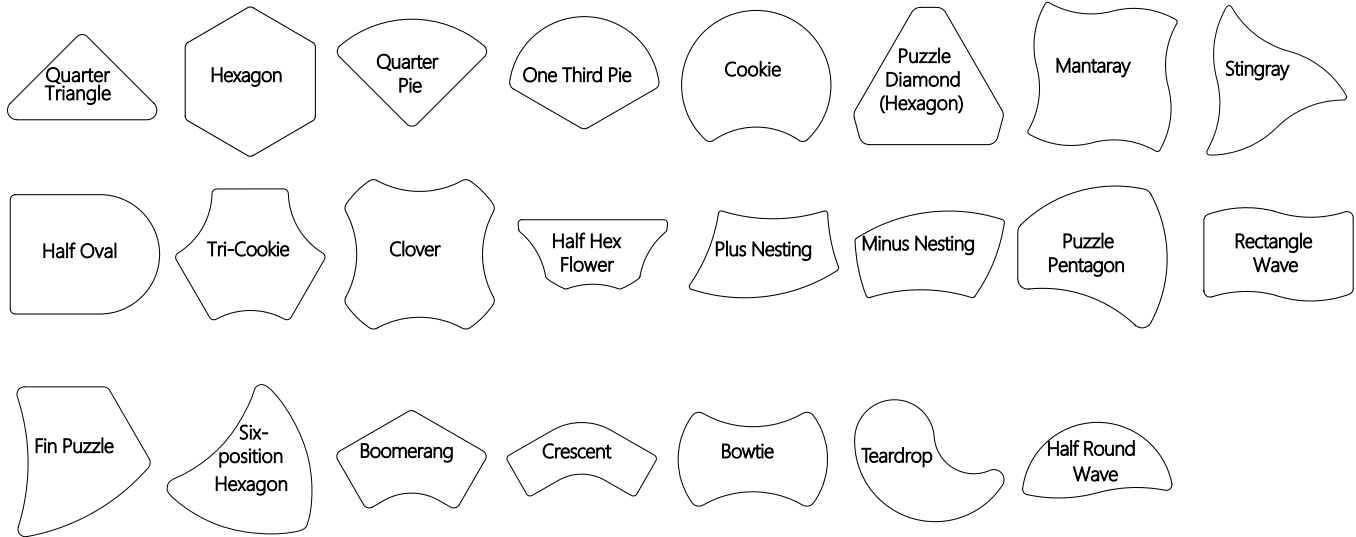 Quarter
Triangle
Hexagon
Quarter
Pie
One Third Pie
Cookie
Puzzle
Diamond
(Hexagon)
Mantaray
Stingray
Half Oval
Tri-Cookie
Clover
Half Hex
Flower
Plus Nesting
Minus Nesting
Puzzle
Pentagon
Rectangle
Wave
Fin Puzzle
Six-
position
Hexagon
Boomerang
Crescent
Bowtie
Teardrop
Half Round
Wave